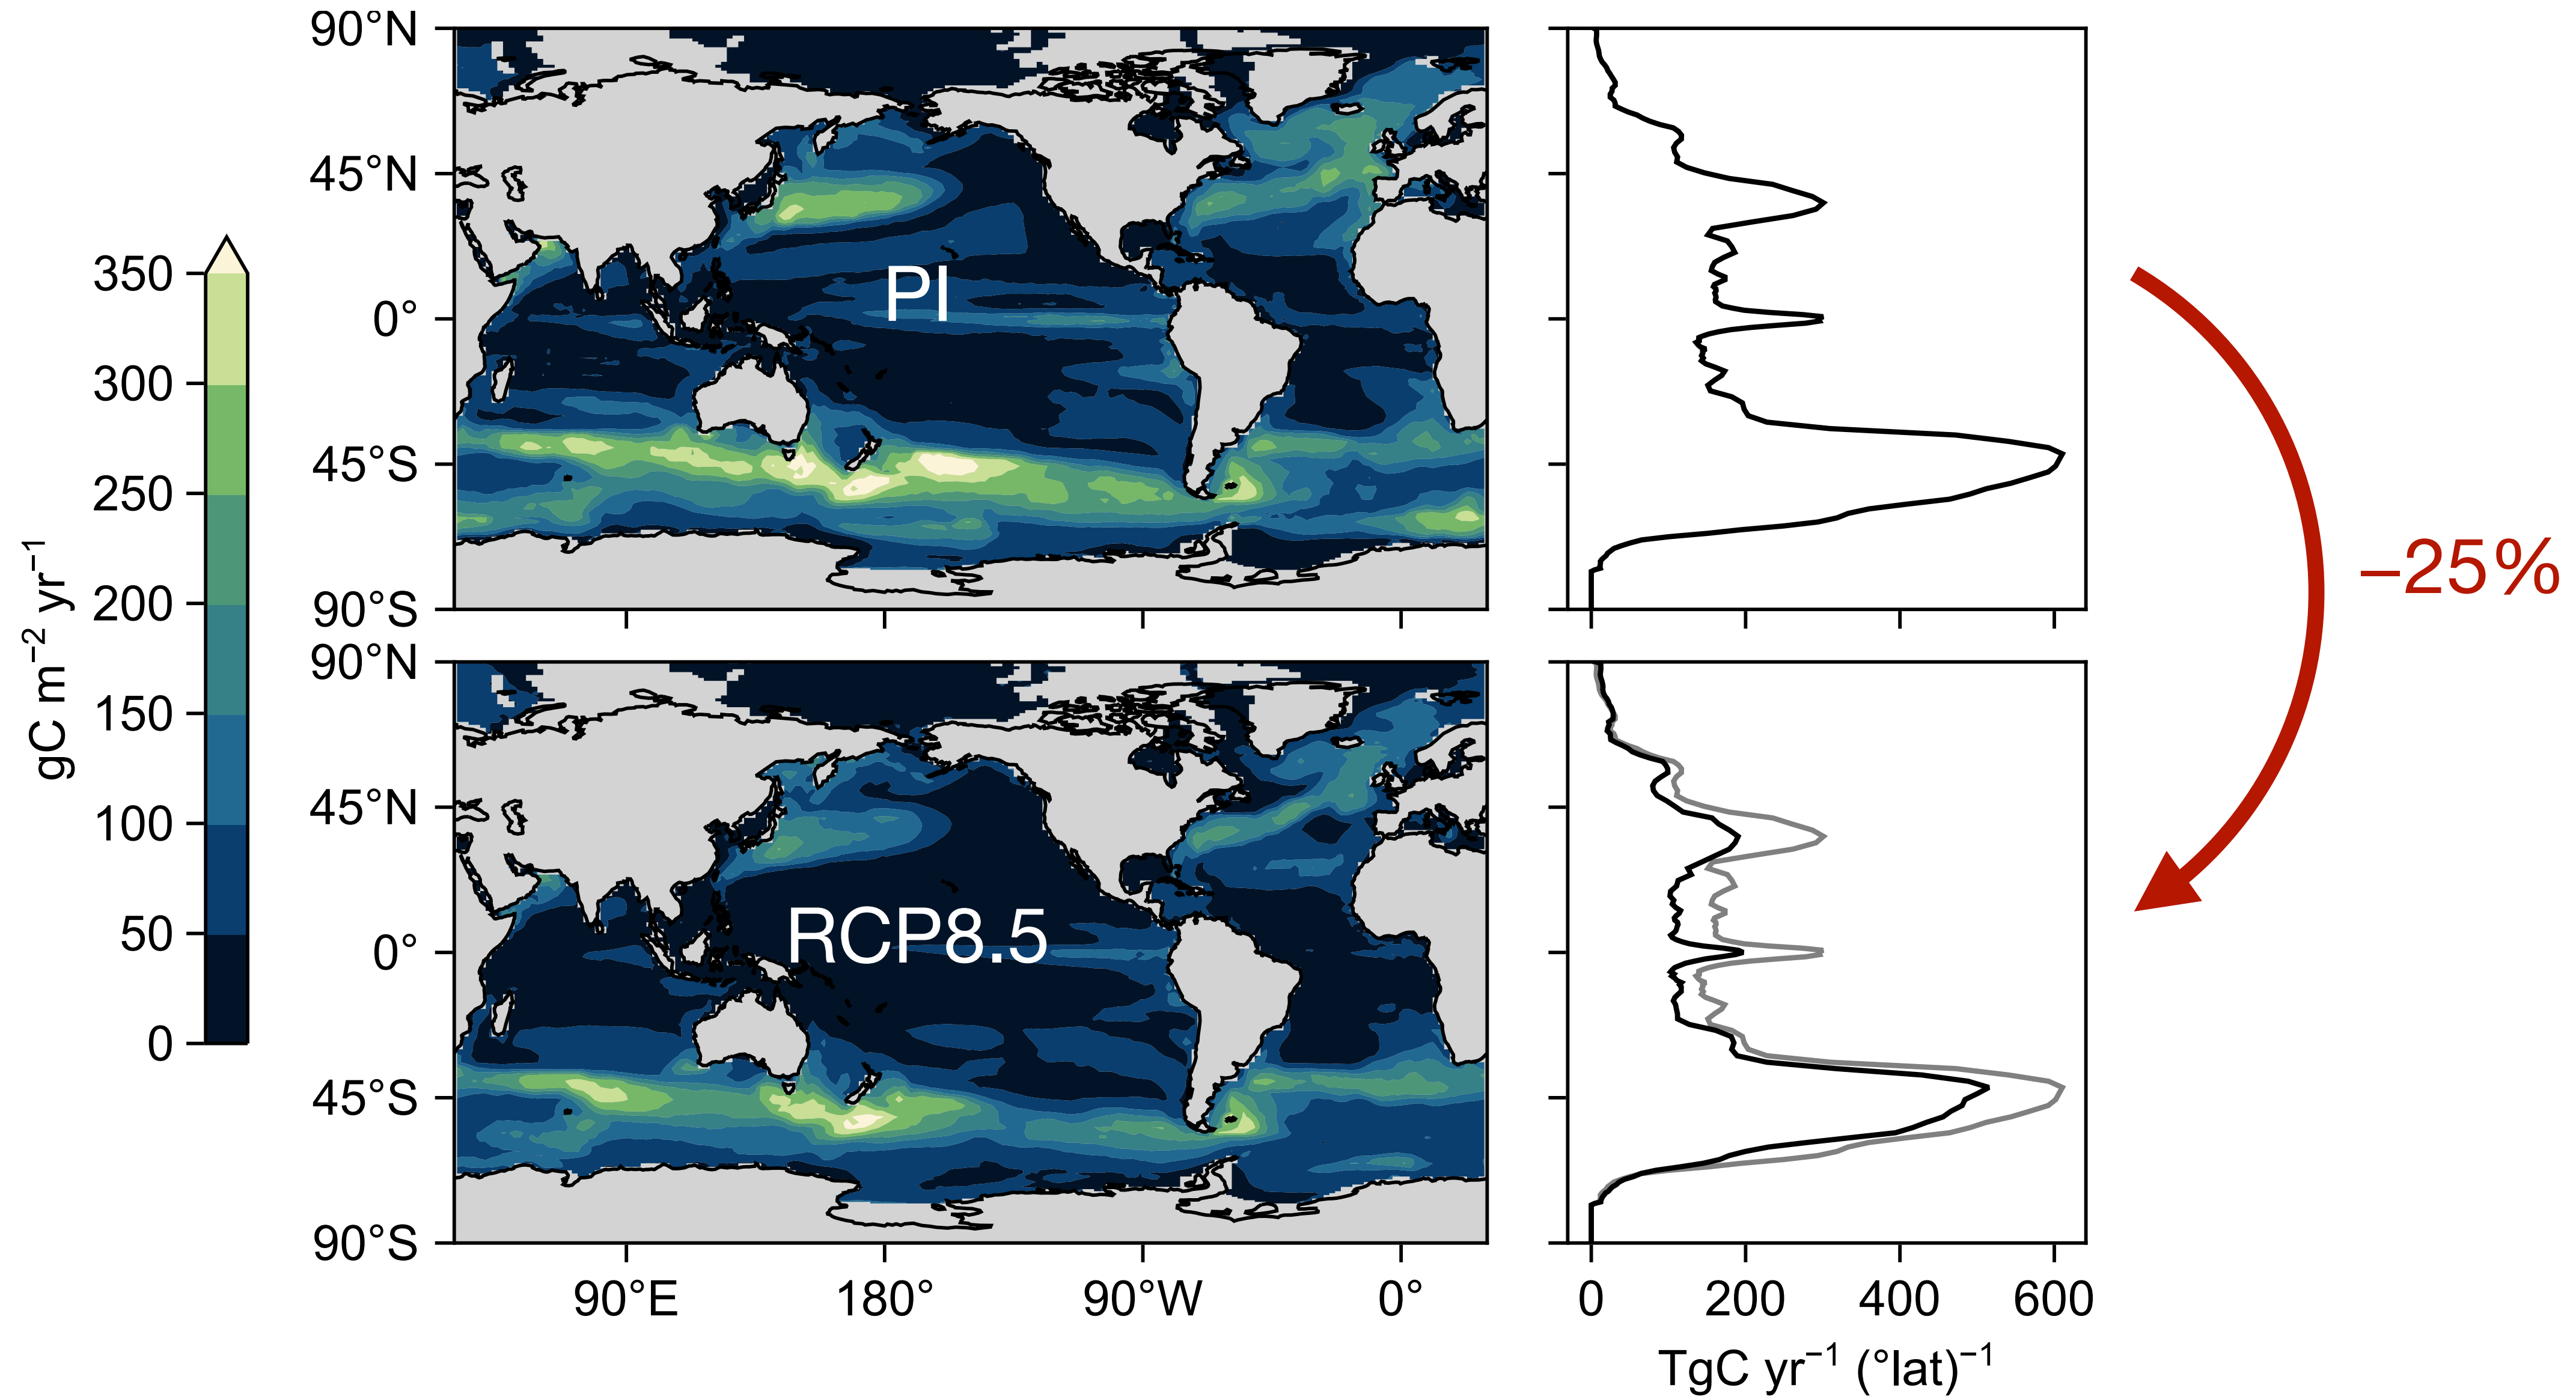 90°N
45°N
0°
45°S
90°S
PI
350
300
250
200
150
100
50
0
gC m⁻² yr⁻¹
–25%
90°N
45°N
0°
45°S
90°S
RCP8.5
90°E 180° 90°W 0°
0 200 400 600
TgC yr⁻¹ (°lat)⁻¹